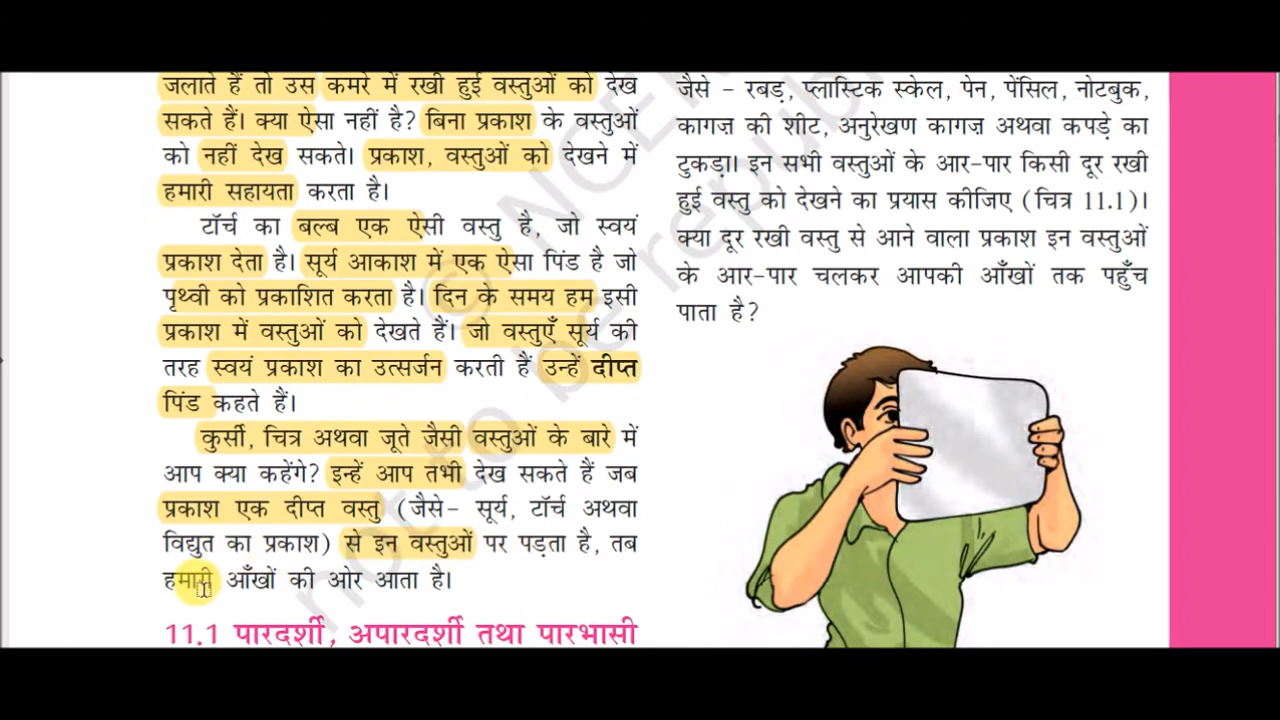 जलाते हैं तो उस कमरे में रखी हुई वस्तुओं को देख
सकते हैं। क्या ऐसा नहीं है? बिना प्रकाश के वस्तुओं
को नहीं देख सकते। प्रकाश, वस्तुओं को देखने में
हमारी सहायता करता है।
टॉर्च का बल्ब एक ऐसी वस्तु है, जो स्वयं
प्रकाश देता है। सूर्य आकाश में एक ऐसा पिंड है जो
पृथ्वी को प्रकाशित करता है। दिन के समय हम इसी
प्रकाश में वस्तुओं को देखते हैं। जो वस्तुएँ सूर्य की
तरह स्वयं प्रकाश का उत्सर्जन करती हैं उन्हें दीप्त
पिंड कहते हैं।
कुर्सी, चित्र अथवा जूते जैसी वस्तुओं के बारे में
आप क्या कहेंगे? इन्हें आप तभी देख सकते हैं जब
प्रकाश एक दीप्त वस्तु (जैसे– सूर्य, टॉर्च अथवा
विद्युत का प्रकाश) से इन वस्तुओं पर पड़ता है, तब
हमारी आँखों की ओर आता है।
11.1 पारदर्शी, अपारदर्शी तथा पारभासी
जैसे – रबड़, प्लास्टिक स्केल, पेन, पेंसिल, नोटबुक,
कागज़ की शीट, अनुरेखण कागज़ अथवा कपड़े का
टुकड़ा। इन सभी वस्तुओं के आर-पार किसी दूर रखी
हुई वस्तु को देखने का प्रयास कीजिए (चित्र 11.1)।
क्या दूर रखी वस्तु से आने वाला प्रकाश इन वस्तुओं
के आर-पार चलकर आपकी आँखों तक पहुँच
पाता है?